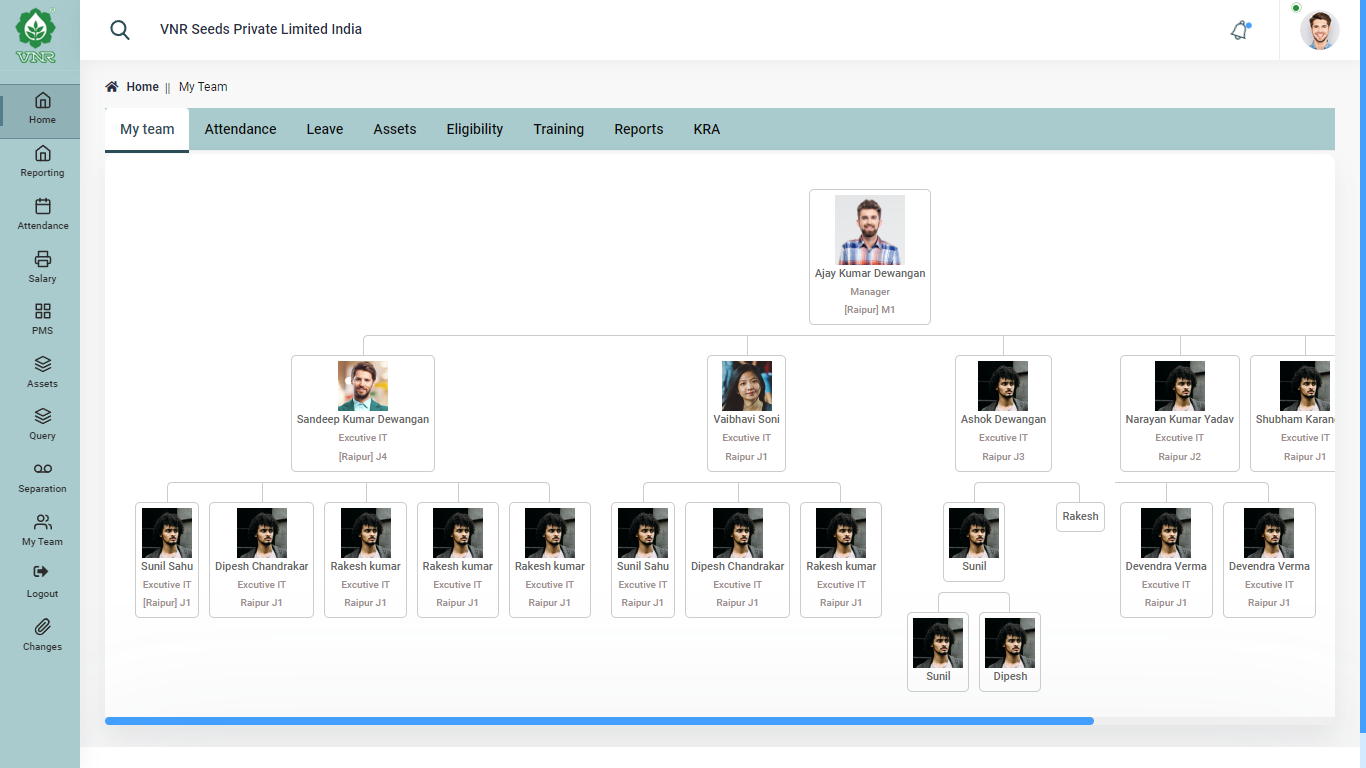 VNR
VNR Seeds Private Limited India
Home
Reporting
Attendance
Salary
PMS
Assets
Query
Separation
My Team
Logout
Changes
Home || My Team
My team Attendance Leave Assets Eligibility Training Reports KRA
Ajay Kumar Dewangan
Manager
[Raipur] M1
Sandeep Kumar Dewangan
Excutive IT
[Raipur] J4
Vaibhavi Soni
Excutive IT
Raipur J1
Ashok Dewangan
Excutive IT
Raipur J3
Narayan Kumar Yadav
Excutive IT
Raipur J2
Shubham
Excutive IT
Raipur J1
Sunil Sahu
Excutive IT
[Raipur] J1
Dipesh Chandrakar
Excutive IT
Raipur J1
Rakesh kumar
Excutive IT
Raipur J1
Rakesh kumar
Excutive IT
Raipur J1
Rakesh kumar
Excutive IT
Raipur J1
Sunil Sahu
Excutive IT
Raipur J1
Dipesh Chandrakar
Excutive IT
Raipur J1
Rakesh kumar
Excutive IT
Raipur J1
Sunil
Rakesh
Devendra Verma
Excutive IT
Raipur J1
Devendra Verma
Excutive IT
Raipur J1
Sunil
Dipesh